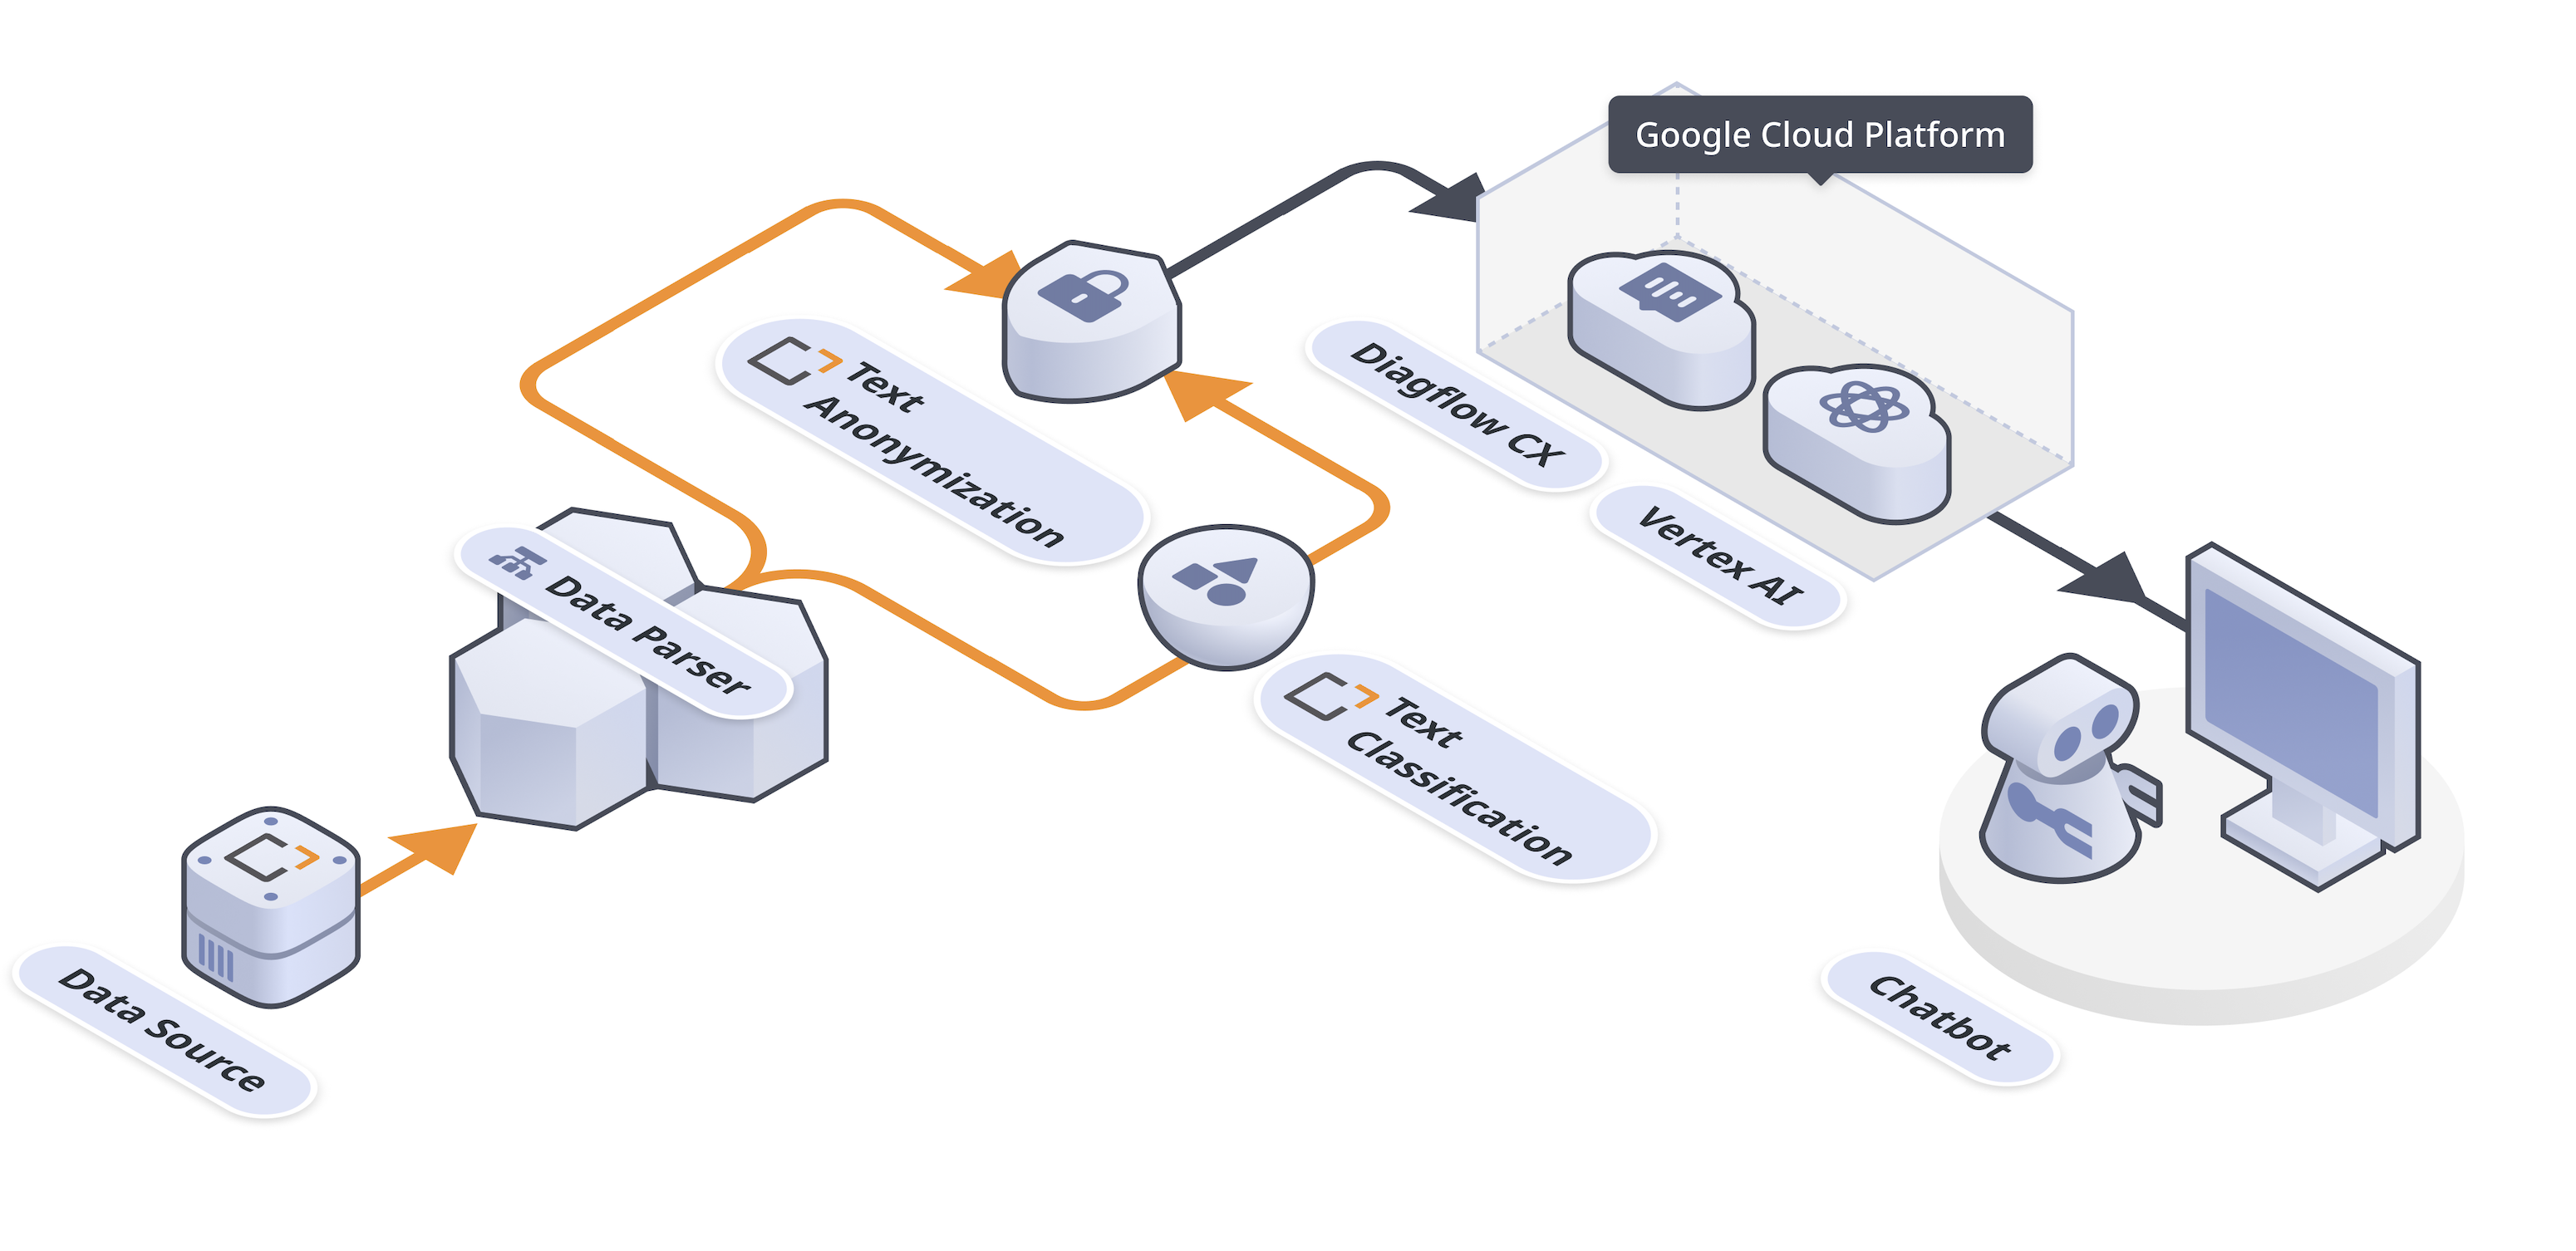 Google Cloud Platform
Text
Anonymization
Diagflow CX
Vertex AI
Data Parser
Text
Classification
Data Source
Chatbot